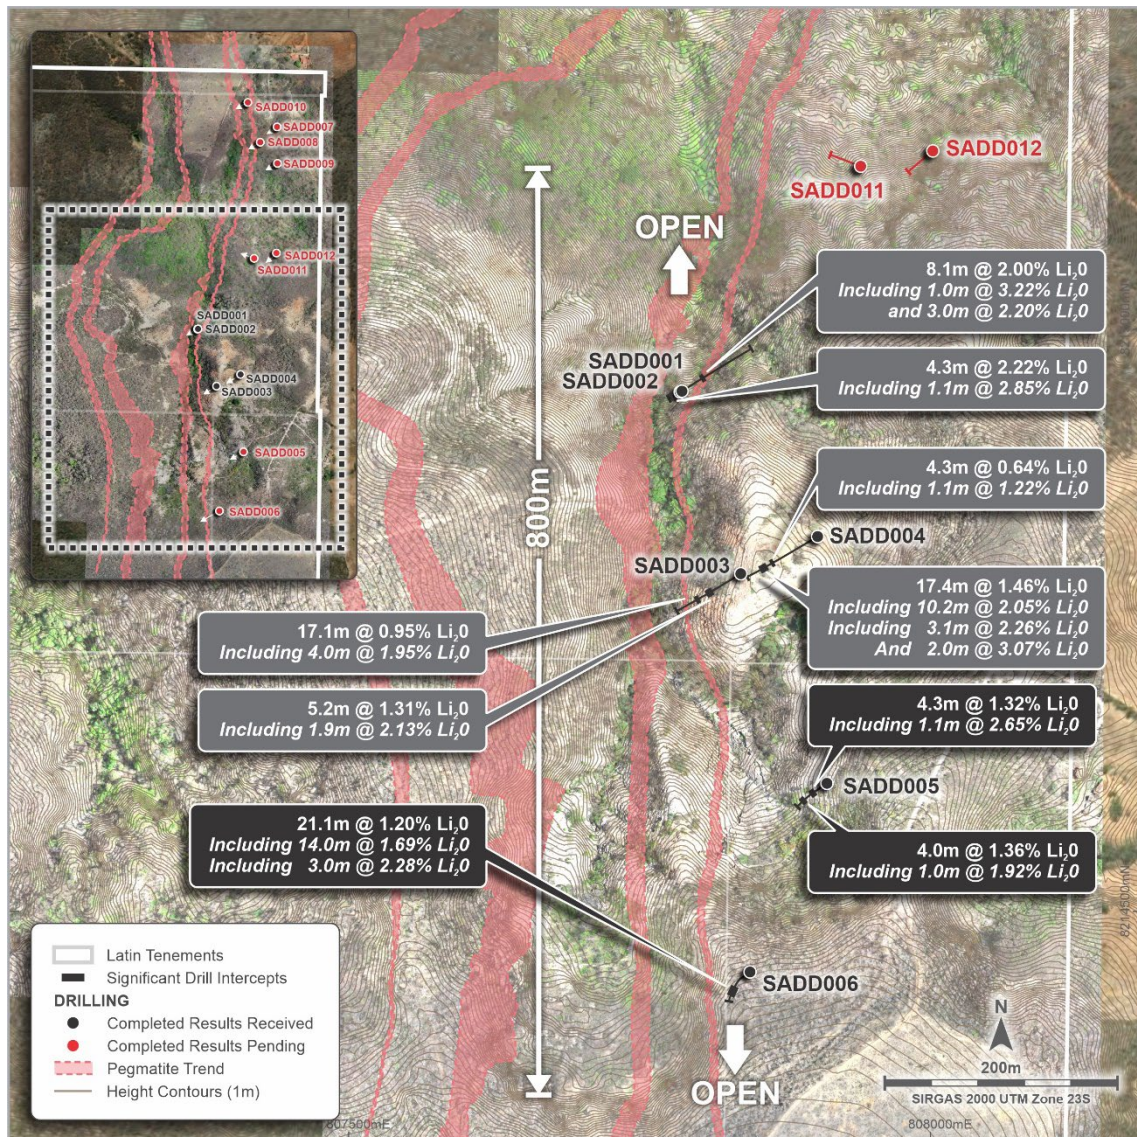 SADD010
SADD007
SADD008
SADD009
SADD012
SADD011
SADD001
SADD002
SADD004
SADD003
SADD005
SADD006
SADD012
SADD011
OPEN
8.1m @ 2.00% Li₂0
Including 1.0m @ 3.22% Li₂0
and 3.0m @ 2.20% Li₂0
SADD001
SADD002
4.3m @ 2.22% Li₂0
Including 1.1m @ 2.85% Li₂0
800m
4.3m @ 0.64% Li₂0
Including 1.1m @ 1.22% Li₂0
SADD004
SADD003
17.4m @ 1.46% Li₂0
Including 10.2m @ 2.05% Li₂0
Including 3.1m @ 2.26% Li₂0
And 2.0m @ 3.07% Li₂0
17.1m @ 0.95% Li₂0
Including 4.0m @ 1.95% Li₂0
5.2m @ 1.31% Li₂0
Including 1.9m @ 2.13% Li₂0
4.3m @ 1.32% Li₂0
Including 1.1m @ 2.65% Li₂0
SADD005
21.1m @ 1.20% Li₂0
Including 14.0m @ 1.69% Li₂0
Including 3.0m @ 2.28% Li₂0
4.0m @ 1.36% Li₂0
Including 1.0m @ 1.92% Li₂0
8214500mN
SADD006
OPEN
Latin Tenements
Significant Drill Intercepts
DRILLING
Completed Results Received
Completed Results Pending
Pegmatite Trend
Height Contours (1m)
N
200m
SIRGAS 2000 UTM Zone 23S
807500mE
808000mE